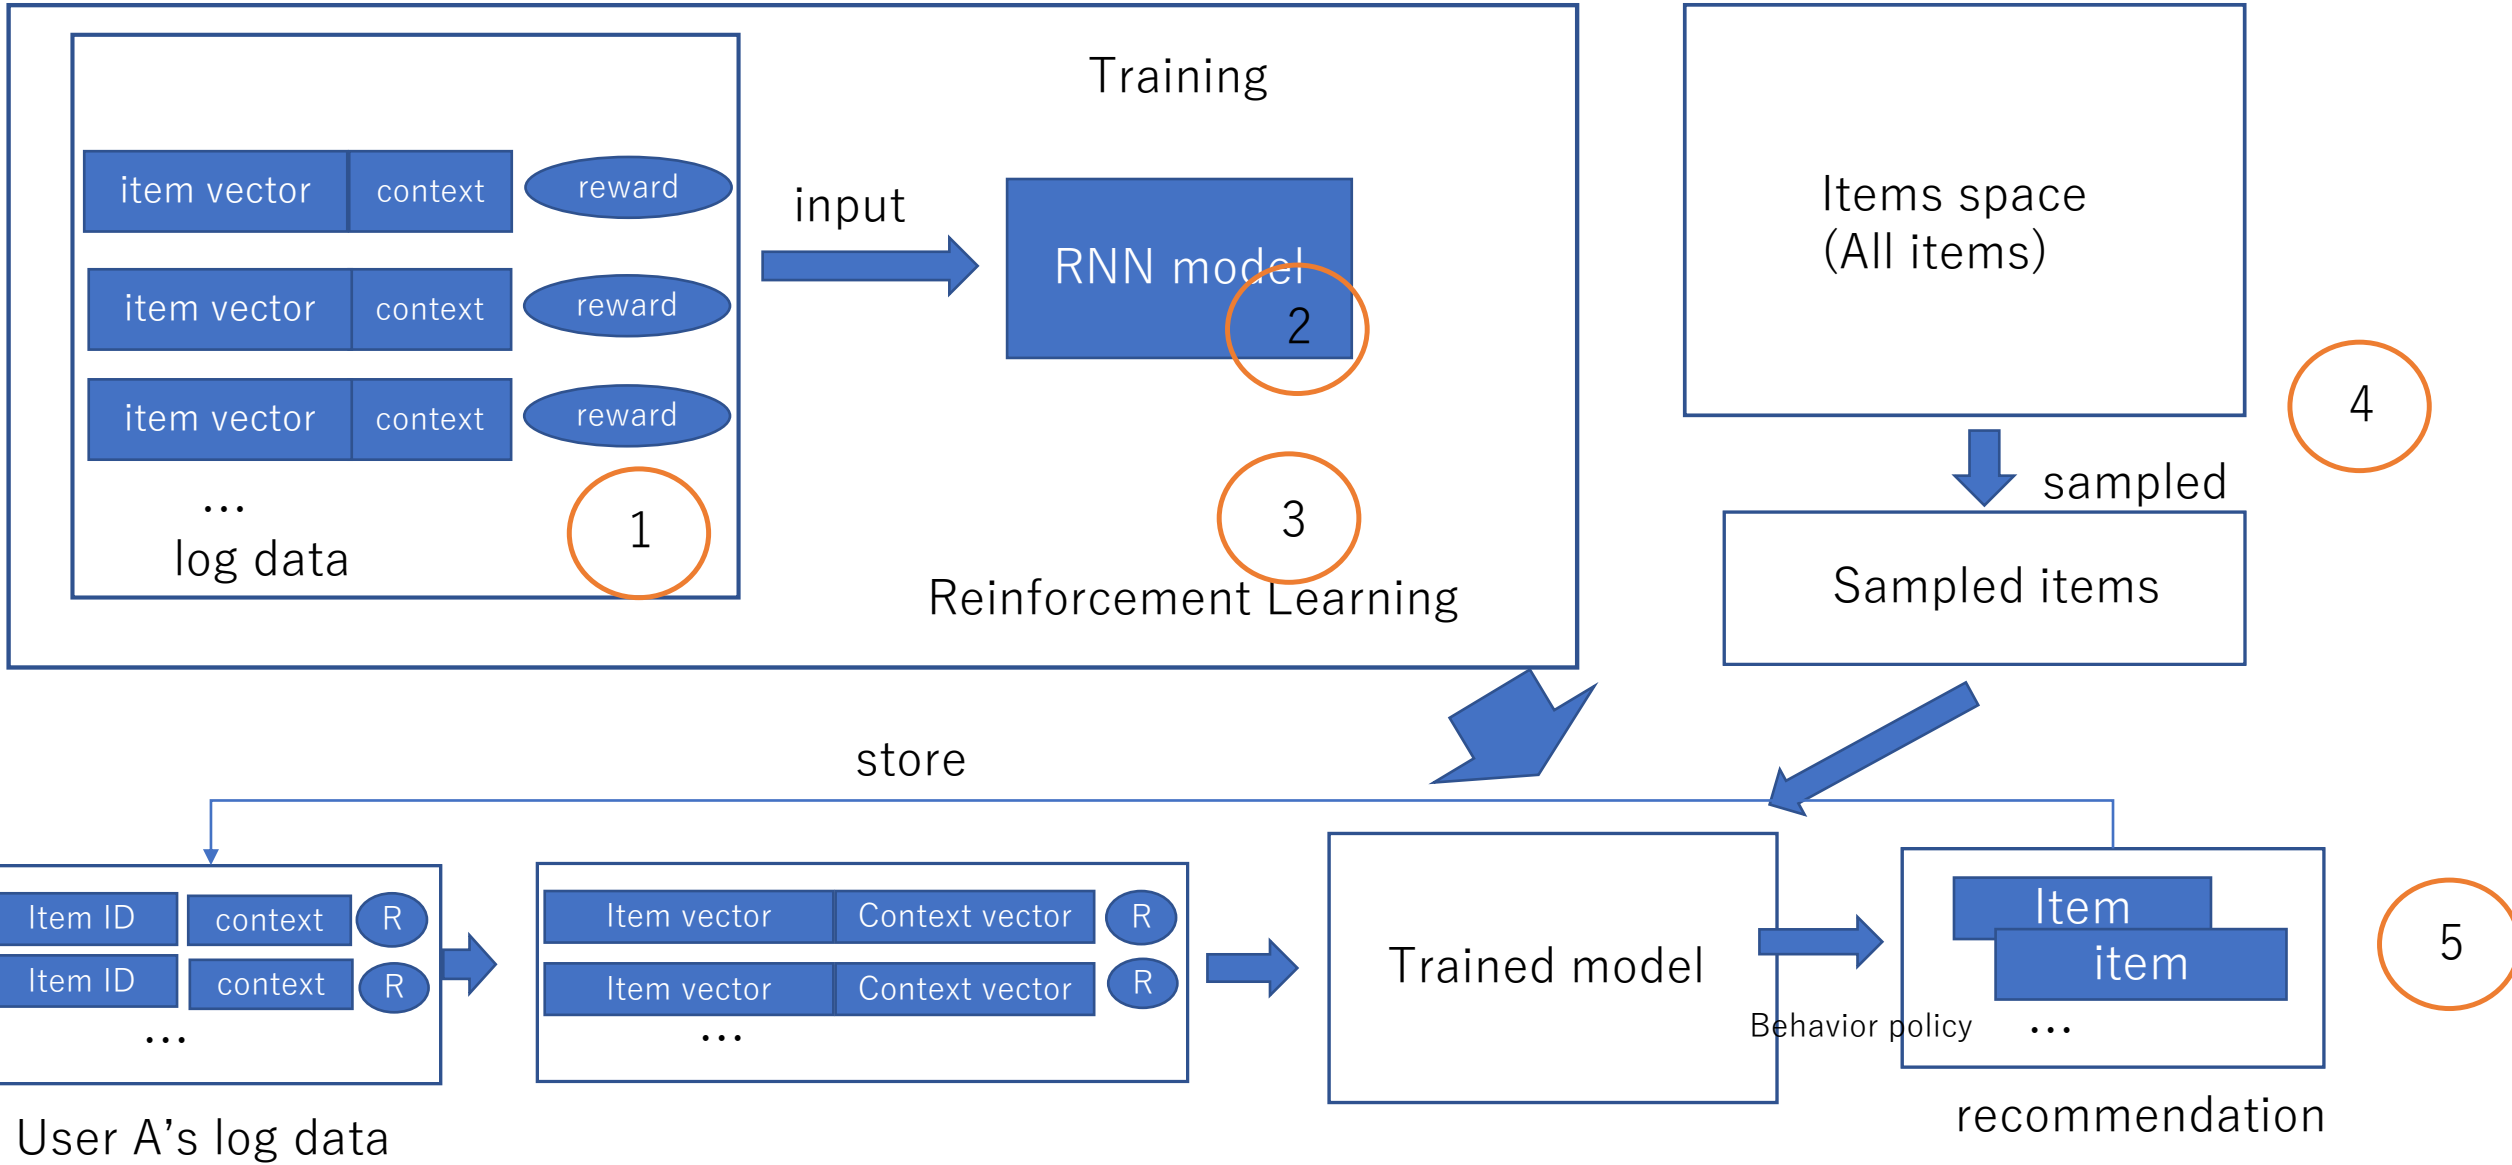 Training
item vector context reward
input
RNN model
item vector context reward
2
item vector context reward
...
1
log data
3
Reinforcement Learning
Items space
(All items)
4
sampled
Sampled items
store
Item ID context R
Item ID context R
...
User A’s log data
Item vector Context vector R
Item vector Context vector R
...
Trained model
Behavior policy
Item
item
...
5
recommendation